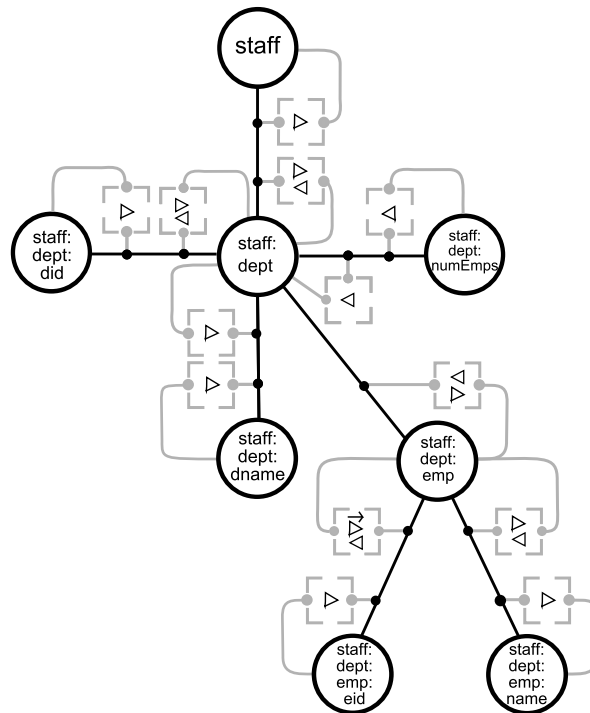 staff
staff:
dept:
did
staff:
dept
staff:
dept:
numEmps
staff:
dept:
dname
staff:
dept:
emp
staff:
dept:
emp:
eid
staff:
dept:
emp:
name